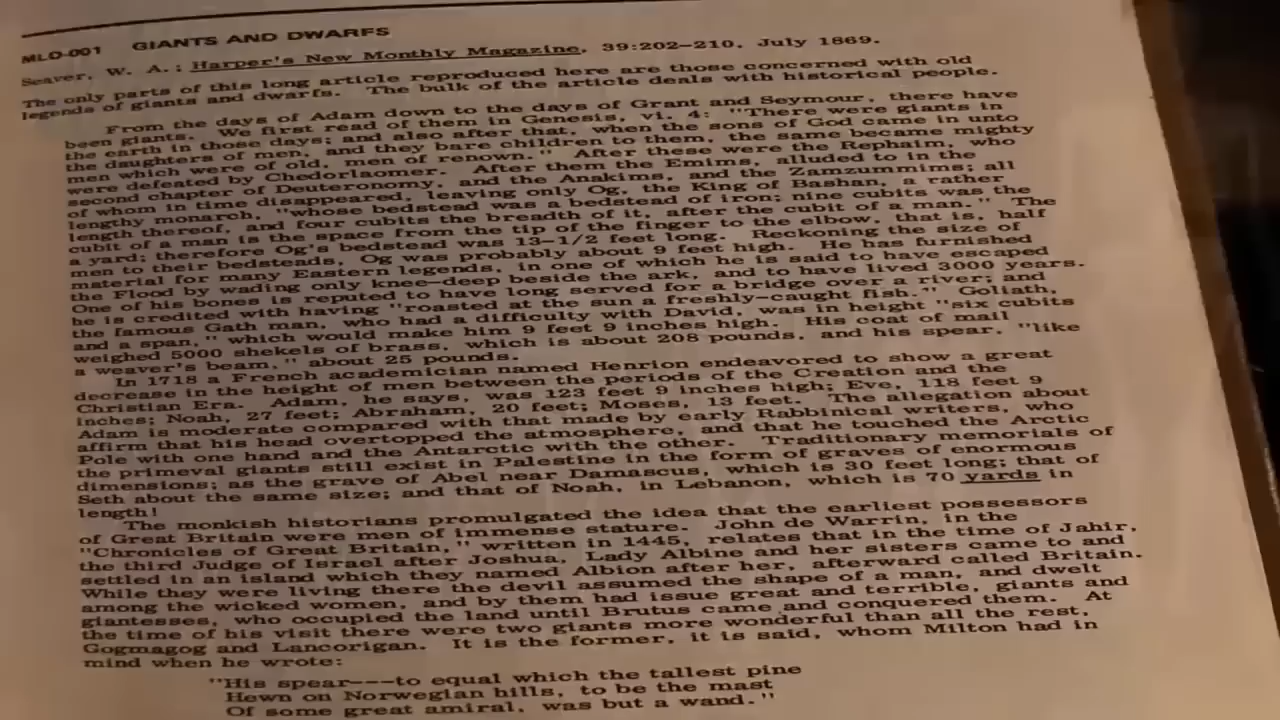 MLO-001 GIANTS AND DWARFS
Seaver, W. A.; Harper's New Monthly Magazine, 39:202-210, July 1869.
The only parts of this long article reproduced here are those concerned with old
legends of giants and dwarfs. The bulk of the article deals with historical people.
From the days of Adam down to the days of Grant and Seymour, there have
been giants. We first read of them in Genesis, vi. 4: "There were giants in
the earth in those days; and also after that, when the sons of God came in unto
the daughters of men, and they bare children to them, the same became mighty
men which were of old, men of renown." After these were the Rephaim, who
were defeated by Chedorlaomer. After them the Emims, alluded to in the
second chapter of Deuteronomy, and the Anakims, and the Zamzummims; all
of whom in time disappeared, leaving only Og, the King of Bashan, a rather
lengthy monarch, "whose bedstead was a bedstead of iron; nine cubits was the
length thereof, and four cubits the breadth of it, after the cubit of a man." The
cubit of a man is the space from the tip of the finger to the elbow, that is, half
a yard; therefore Og's bedstead was 13-1/2 feet long. Reckoning the size of
men to their bedsteads, Og was probably about 9 feet high. He has furnished
material for many Eastern legends, in one of which he is said to have escaped
the Flood by wading only knee-deep beside the ark, and to have lived 3000 years.
One of his bones is reputed to have long served for a bridge over a river; and
he is credited with having "roasted at the sun a freshly-caught fish." Goliath,
the famous Gath man, who had a difficulty with David, was in height "six cubits
and a span," which would make him 9 feet 9 inches high. His coat of mail
weighed 5000 shekels of brass, which is about 208 pounds, and his spear, "like
a weaver's beam," about 25 pounds.
In 1718 a French academician named Henrion endeavored to show a great
decrease in the height of men between the periods of the Creation and the
Christian Era. Adam, he says, was 123 feet 9 inches high; Eve, 118 feet 9
inches; Noah, 27 feet; Abraham, 20 feet; Moses, 13 feet. The allegation about
Adam is moderate compared with that made by early Rabbinical writers, who
affirm that his head overtopped the atmosphere, and that he touched the Arctic
Pole with one hand and the Antarctic with the other. Traditionary memorials of
the primeval giants still exist in Palestine in the form of graves of enormous
dimensions; as the grave of Abel near Damascus, which is 30 feet long; that of
Seth about the same size; and that of Noah, in Lebanon, which is 70 yards in
length!
The monkish historians promulgated the idea that the earliest possessors
of Great Britain were men of immense stature. John de Warrin, in the
"Chronicles of Great Britain," written in 1445, relates that in the time of Jahir,
the third Judge of Israel after Joshua, Lady Albine and her sisters came to and
settled in an island which they named Albion after her, afterward called Britain.
While they were living there the devil assumed the shape of a man, and dwelt
among the wicked women, and by them had issue great and terrible, giants and
giantesses, who occupied the land until Brutus came and conquered them. At
the time of his visit there were two giants more wonderful than all the rest,
Gogmagog and Lancorigan. It is the former, it is said, whom Milton had in
mind when he wrote:
"His spear---to equal which the tallest pine
Hewn on Norwegian hills, to be the mast
Of some great amiral, was but a wand."